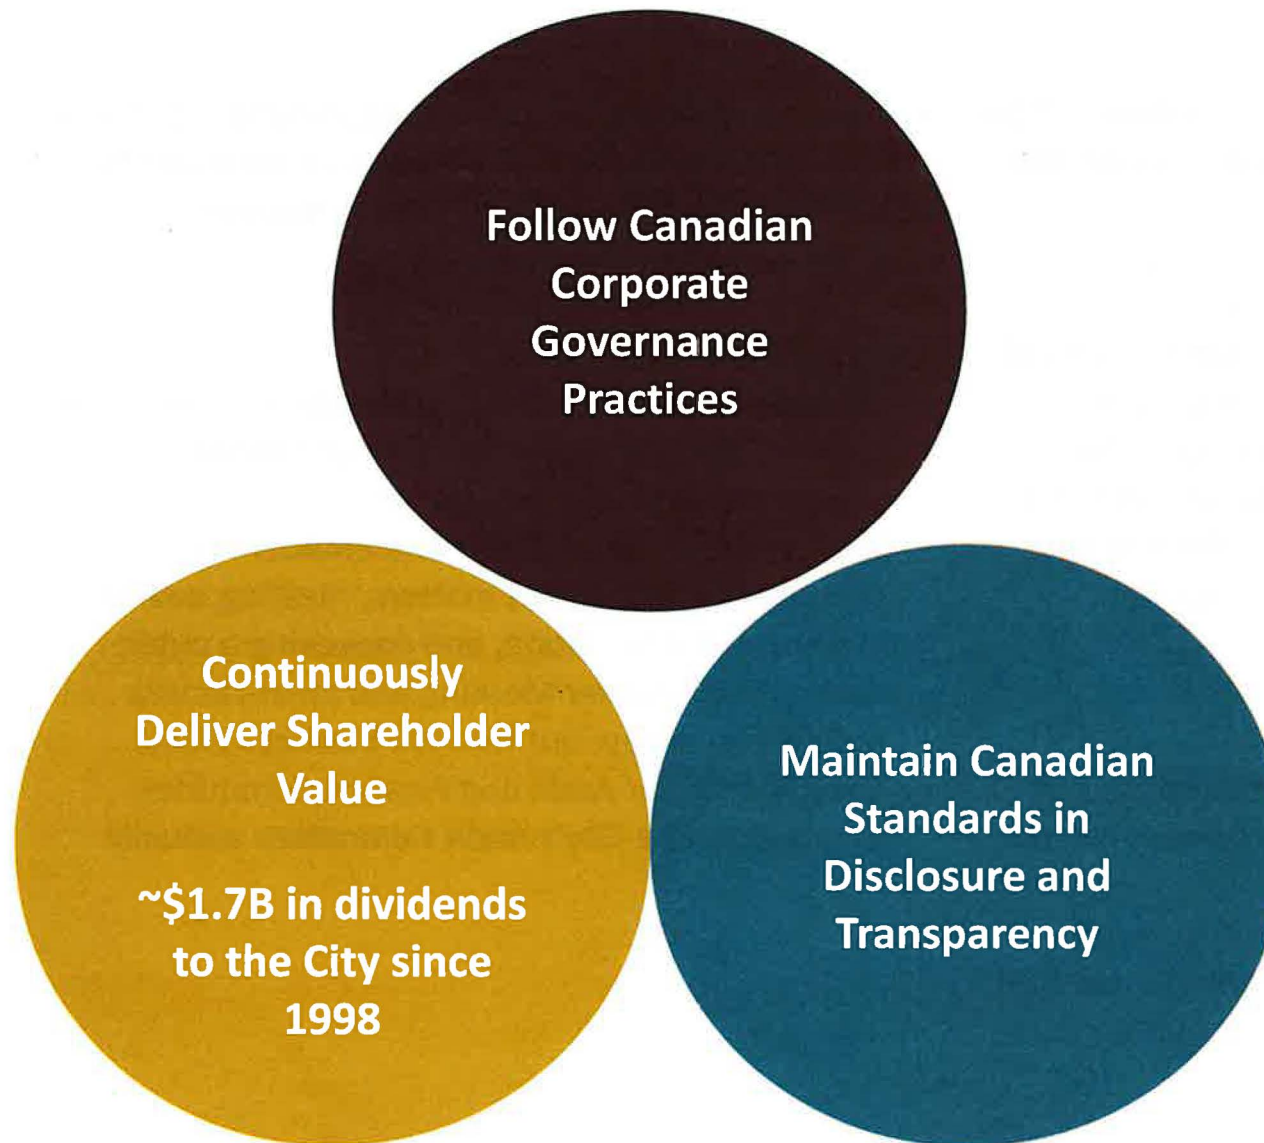 Follow Canadian
Corporate
Governance
Practices
Continuously
Deliver Shareholder
Value
~$1.7B in dividends
to the City since
1998
Maintain Canadian
Standards in
Disclosure and
Transparency